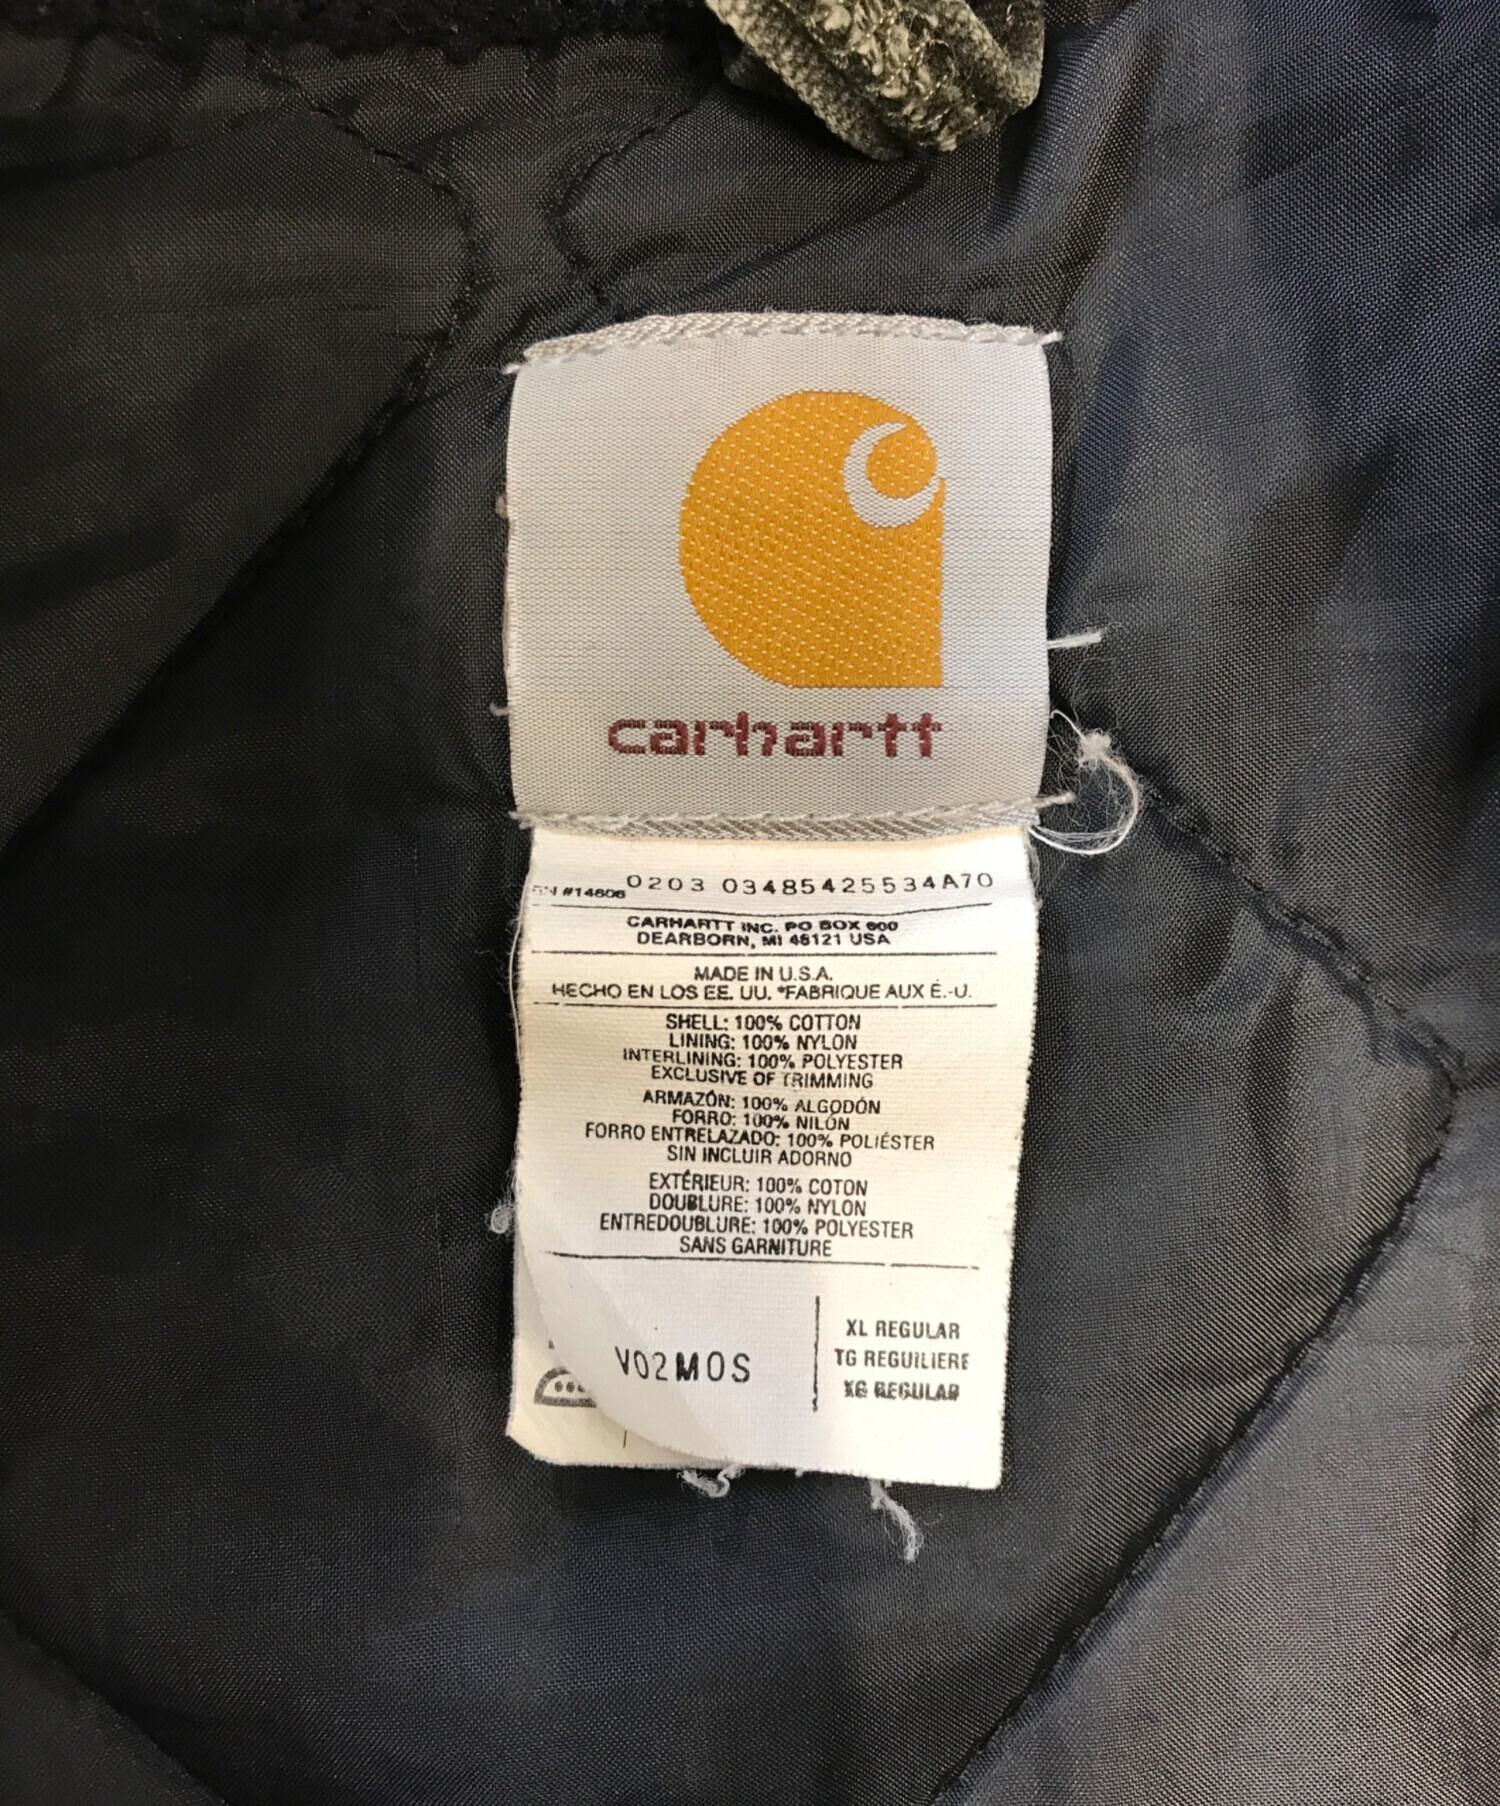 carhartt
RN #14806 0203 03485425534A70
CARHARTT INC. PO BOX 600
DEARBORN, MI 48121 USA
MADE IN U.S.A.
HECHO EN LOS EE. UU. *FABRIQUE AUX É.-U.
SHELL: 100% COTTON
LINING: 100% NYLON
INTERLINING: 100% POLYESTER
EXCLUSIVE OF TRIMMING
ARMAZÓN: 100% ALGODÓN
FORRO: 100% NILÓN
FORRO ENTRELAZADO: 100% POLIÉSTER
SIN INCLUIR ADORNO
EXTÉRIEUR: 100% COTON
DOUBLURE: 100% NYLON
ENTREDOUBLURE: 100% POLYESTER
SANS GARNITURE
V02MOS
XL REGULAR
TG REGUILIERE
XG REGULAR